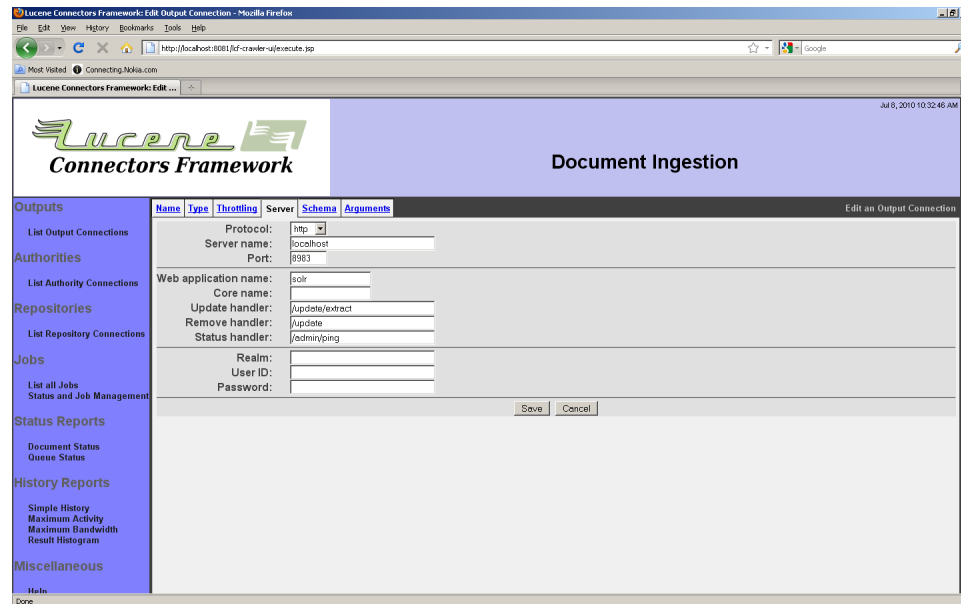 Lucene Connectors Framework: Edit Output Connection - Mozilla Firefox
File Edit View History Bookmarks Tools Help
http://localhost:8081/lcf-crawler-ui/execute.jsp
Google
Most Visited Connecting.Nokia.com
Lucene Connectors Framework: Edit ...
Jul 8, 2010 10:32:46 AM
Lucene
Connectors Framework
Document Ingestion
Outputs
List Output Connections
Authorities
List Authority Connections
Repositories
List Repository Connections
Jobs
List all Jobs
Status and Job Management
Status Reports
Document Status
Queue Status
History Reports
Simple History
Maximum Activity
Maximum Bandwidth
Result Histogram
Miscellaneous
Help
Name Type Throttling Server Schema Arguments
Edit an Output Connection
Protocol: http
Server name: localhost
Port: 8983
Web application name: solr
Core name:
Update handler: /update/extract
Remove handler: /update
Status handler: /admin/ping
Realm:
User ID:
Password:
Save Cancel
Done